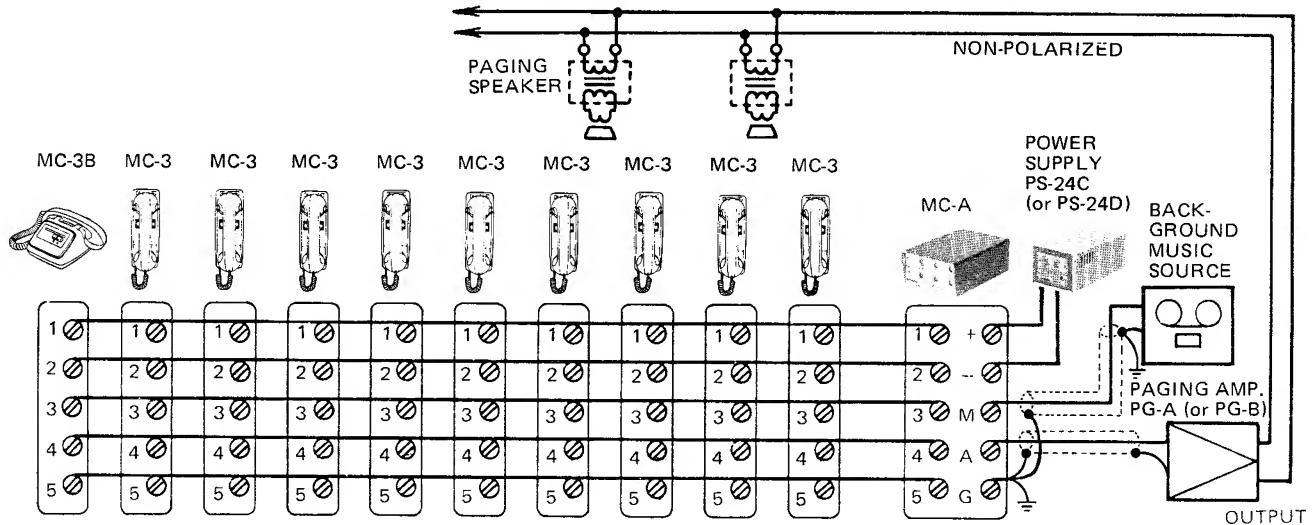 NON-POLARIZED
PAGING
SPEAKER
MC-3B MC-3 MC-3 MC-3 MC-3 MC-3 MC-3 MC-3 MC-3 MC-3
MC-A
POWER
SUPPLY
PS-24C
(or PS-24D)
BACK-
GROUND
MUSIC
SOURCE
1 1 1 1 1 1 1 1 1 1 1 +
2 2 2 2 2 2 2 2 2 2 2 –
3 3 3 3 3 3 3 3 3 3 3 M
4 4 4 4 4 4 4 4 4 4 4 A
5 5 5 5 5 5 5 5 5 5 5 G
PAGING AMP.
PG-A (or PG-B)
OUTPUT